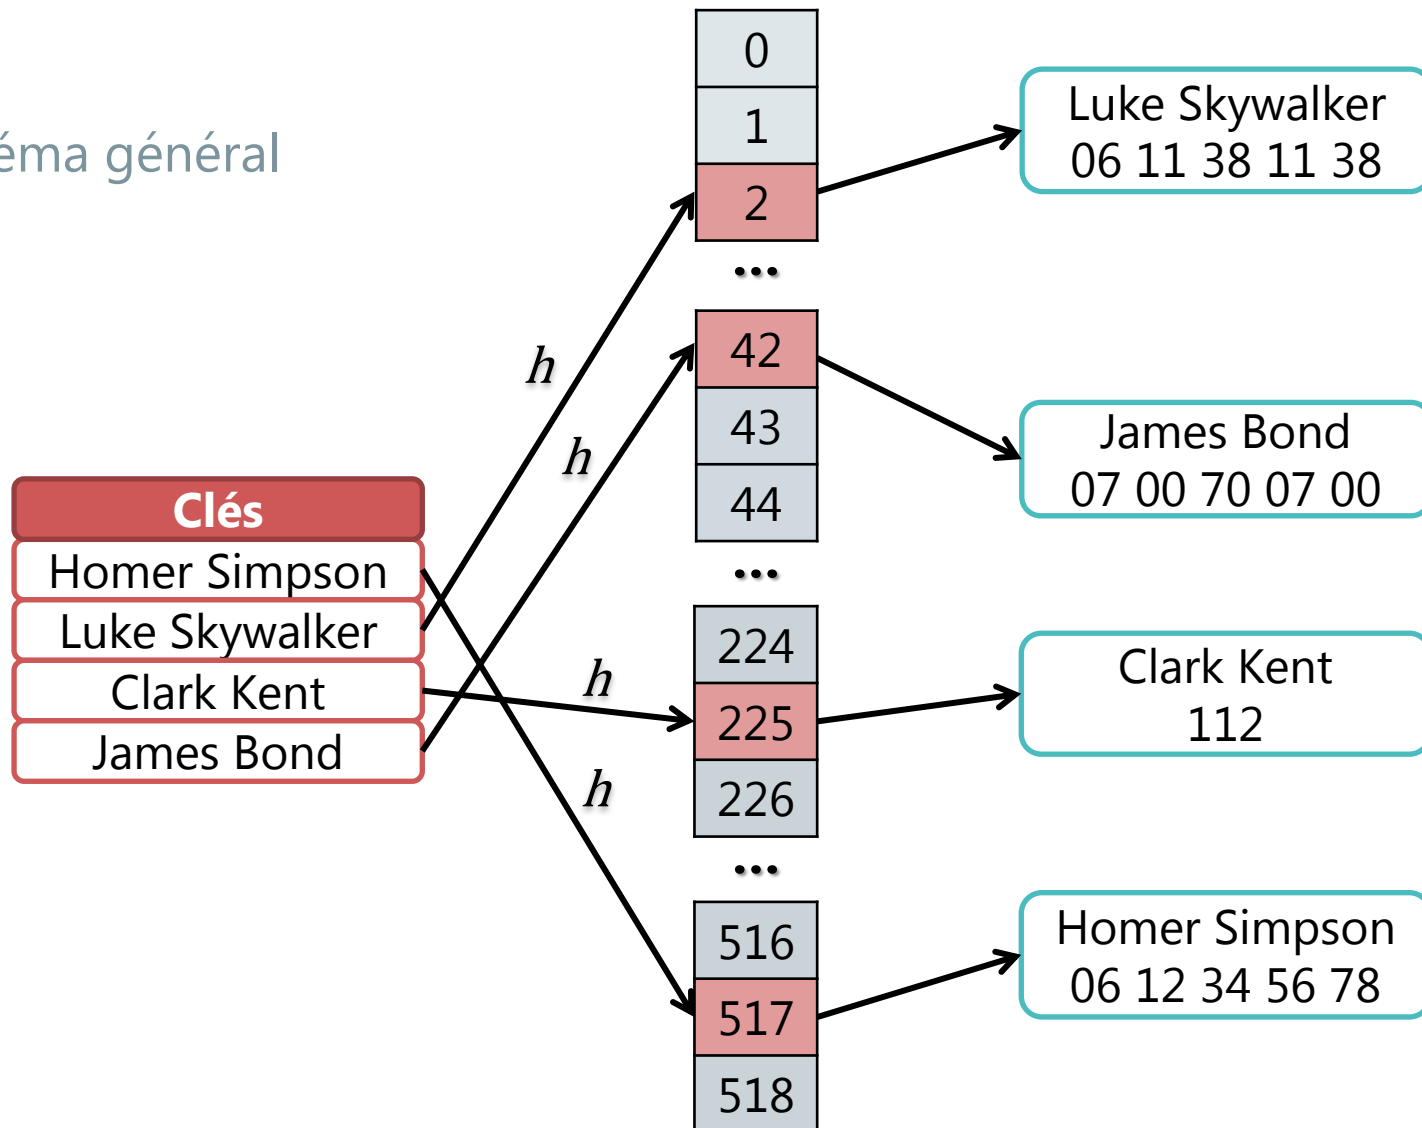 éma général
Clés
Homer Simpson
Luke Skywalker
Clark Kent
James Bond
h
h
h
h
0
1
2
...
42
43
44
...
224
225
226
...
516
517
518
Luke Skywalker
06 11 38 11 38
James Bond
07 00 70 07 00
Clark Kent
112
Homer Simpson
06 12 34 56 78